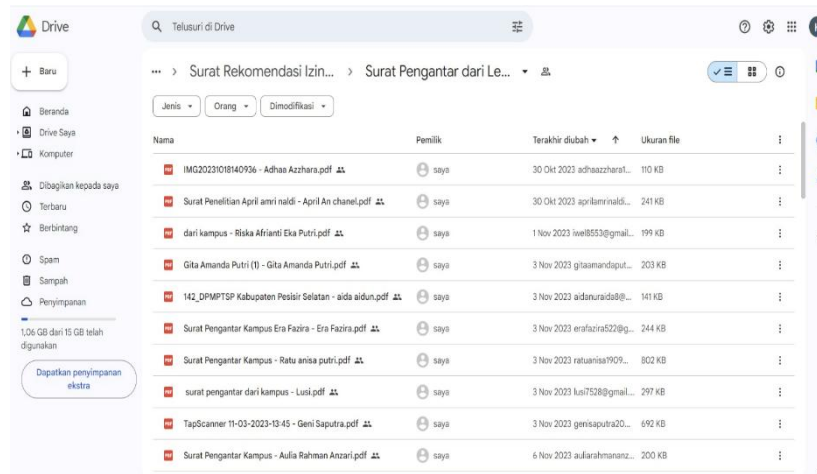 Drive
Telusuri di Drive
Baru
Surat Rekomendasi Izin... > Surat Pengantar dari Le...
Jenis Orang Dimodifikasi
Beranda
Drive Saya
Komputer
Dibagikan kepada saya
Terbaru
Berbintang
Spam
Sampah
Penyimpanan
1,06 GB dari 15 GB telah
digunakan
Dapatkan penyimpanan
ekstra
Nama Pemilik Terakhir diubah Ukuran file
IMG20231018140936 - Adhaa Azzhara.pdf saya 30 Okt 2023 adhaazzhara1... 110 KB
Surat Penelitian April amri naldi - April An chanel.pdf saya 30 Okt 2023 aprilamrinaldi... 241 KB
dari kampus - Riska Afrianti Eka Putri.pdf saya 1 Nov 2023 iwel8553@gmail... 199 KB
Gita Amanda Putri (1) - Gita Amanda Putri.pdf saya 3 Nov 2023 gitaamandaput... 203 KB
142_DPMPTSP Kabupaten Pesisir Selatan - aida aidun.pdf saya 3 Nov 2023 aidanuraida8@... 141 KB
Surat Pengantar Kampus Era Fazira - Era Fazira.pdf saya 3 Nov 2023 erafazira522@g... 244 KB
Surat Pengantar Kampus - Ratu anisa putri.pdf saya 3 Nov 2023 ratuanisa1909... 802 KB
surat pengantar dari kampus - Lusi.pdf saya 3 Nov 2023 lusi7528@gmail... 297 KB
TapScanner 11-03-2023-13:45 - Geni Saputra.pdf saya 3 Nov 2023 genisaputra20... 692 KB
Surat Pengantar Kampus - Aulia Rahman Anzari.pdf saya 6 Nov 2023 auliarahmananz... 200 KB